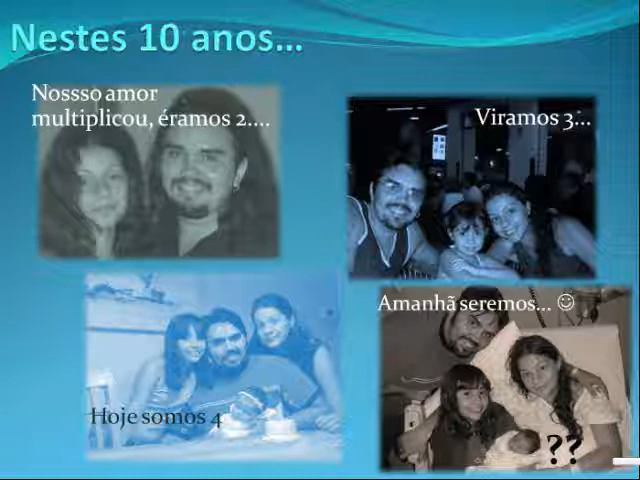 Nestes 10 anos...
Nossso amor
multiplicou, éramos 2....
Viramos 3...
Amanhã seremos... ☺
Hoje somos 4
??